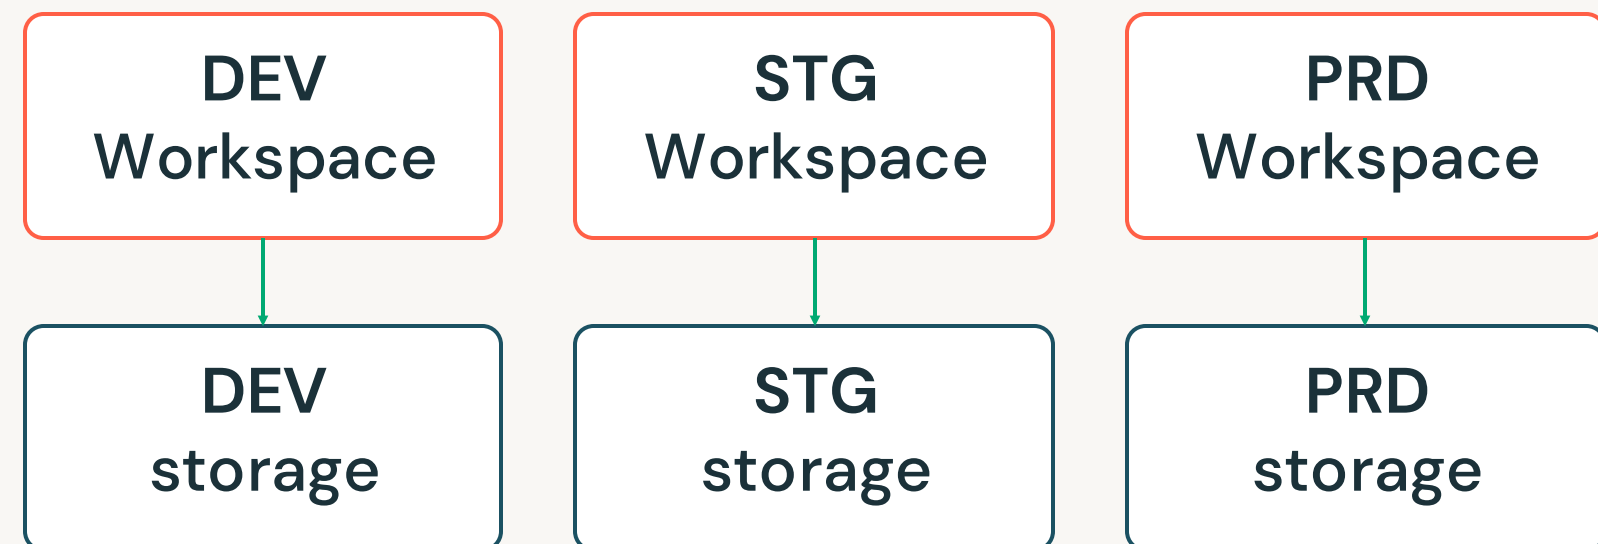 DEV
Workspace
STG
Workspace
PRD
Workspace
DEV
storage
STG
storage
PRD
storage